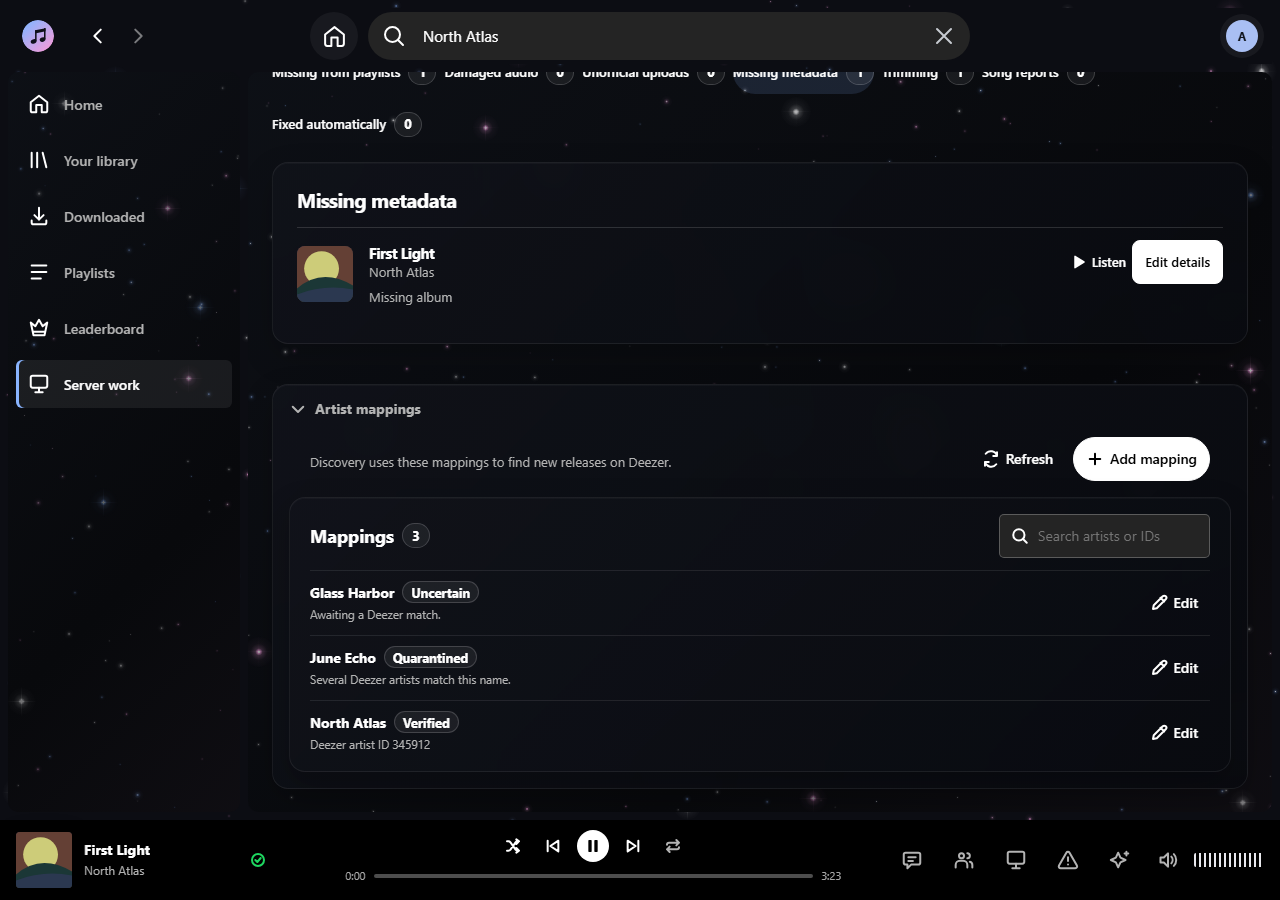 North Atlas
A
Missing from playlists 1 Damaged audio 0 Unofficial uploads 0 Missing metadata 1 Trimming 1 Song reports 0
Fixed automatically 0
Home
Your library
Downloaded
Playlists
Leaderboard
Server work
Missing metadata
First Light
North Atlas
Missing album
Listen
Edit details
Artist mappings
Discovery uses these mappings to find new releases on Deezer.
Refresh
Add mapping
Mappings 3
Search artists or IDs
Glass Harbor Uncertain
Awaiting a Deezer match.
Edit
June Echo Quarantined
Several Deezer artists match this name.
Edit
North Atlas Verified
Deezer artist ID 345912
Edit
First Light
North Atlas
0:00
3:23